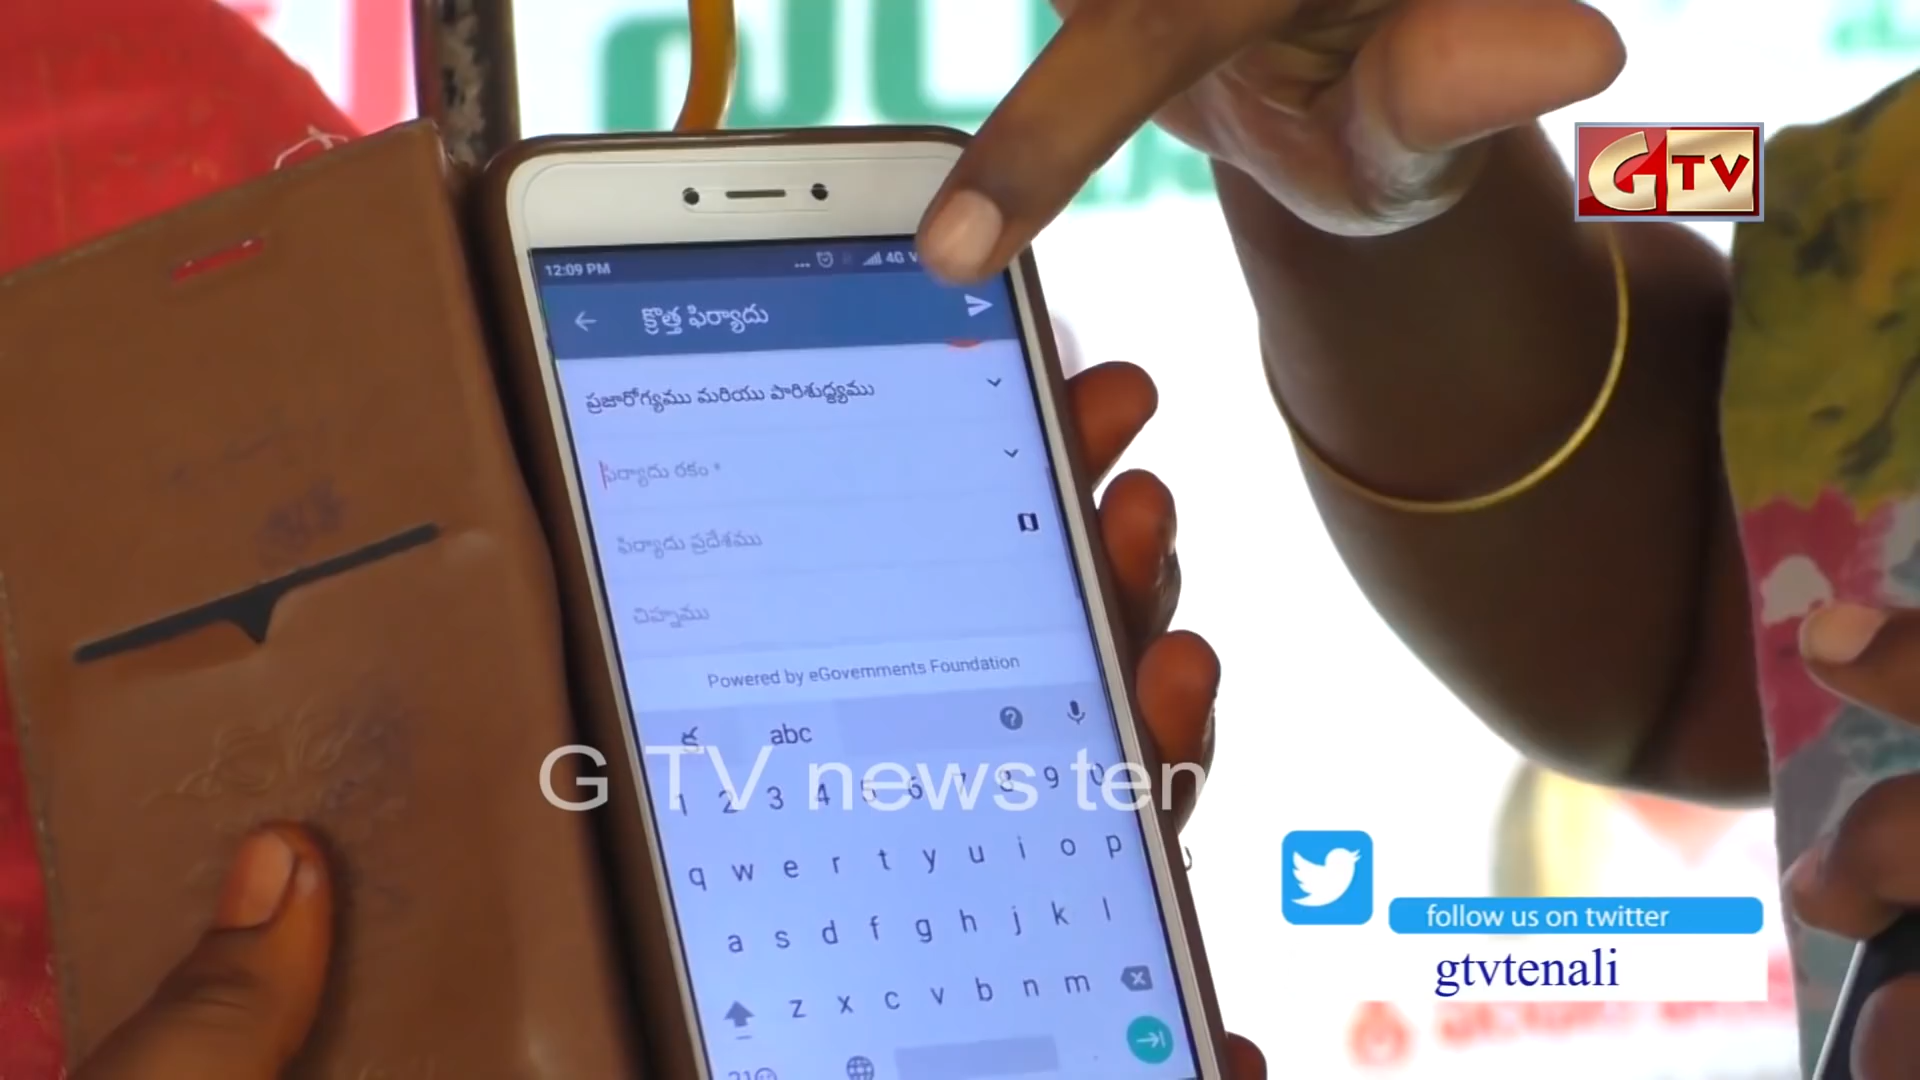 GTV
12:09 PM
... 4G V
క్రొత్త ఫిర్యాదు
ప్రజారోగ్యము మరియు పారిశుద్ధ్యము
ఫిర్యాదు రకం *
ఫిర్యాదు ప్రదేశము
చిహ్నము
Powered by eGovernments Foundation
క abc
G TV news ten
1 2 3 4 5 6 7 8 9 0
q w e r t y u i o p
a s d f g h j k l
z x c v b n m
follow us on twitter
gtvtenali